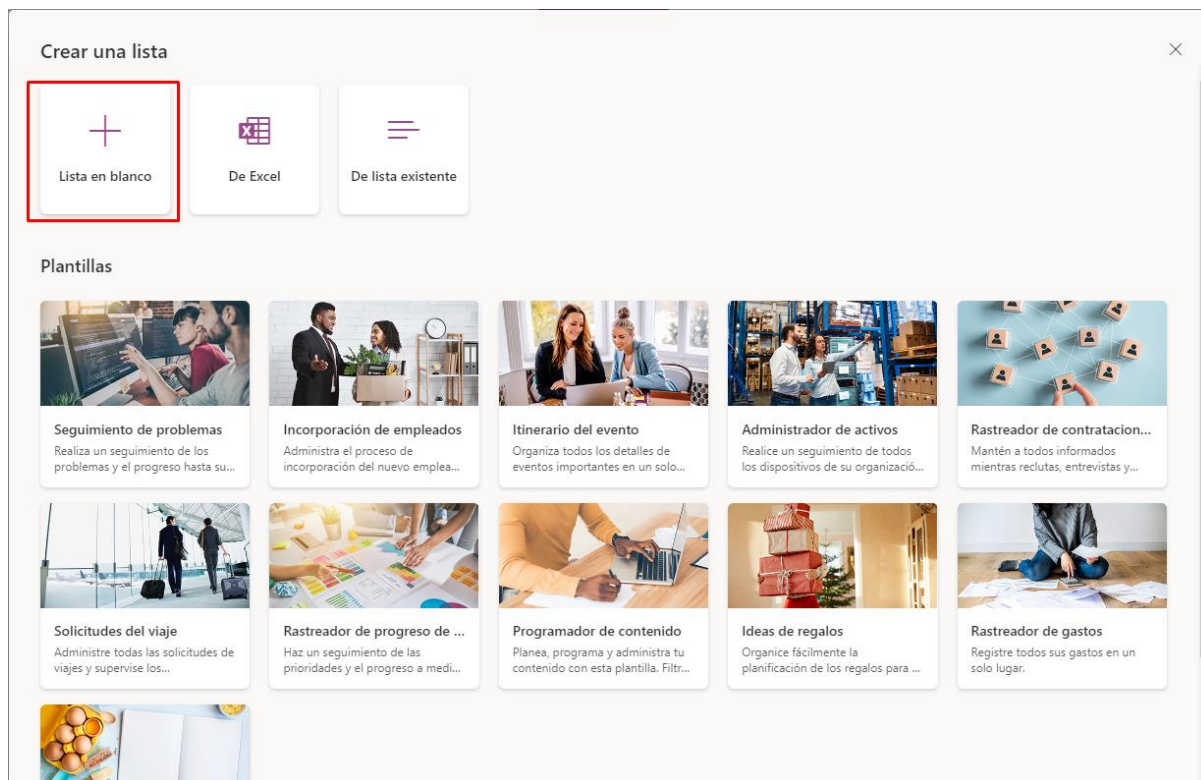 Crear una lista
Lista en blanco
De Excel
De lista existente
Plantillas
Seguimiento de problemas
Realiza un seguimiento de los
problemas y el progreso hasta su...
Incorporación de empleados
Administra el proceso de
incorporación del nuevo emplea...
Itinerario del evento
Organiza todos los detalles de
eventos importantes en un solo...
Administrador de activos
Realice un seguimiento de todos
los dispositivos de su organizació...
Rastreador de contratacion...
Mantén a todos informados
mientras reclutas, entrevistas y...
Solicitudes del viaje
Administre todas las solicitudes de
viajes y supervise los...
Rastreador de progreso de ...
Haz un seguimiento de las
prioridades y el progreso a medi...
Programador de contenido
Planea, programa y administra tu
contenido con esta plantilla. Filtr...
Ideas de regalos
Organice fácilmente la
planificación de los regalos para ...
Rastreador de gastos
Registre todos sus gastos en un
solo lugar.